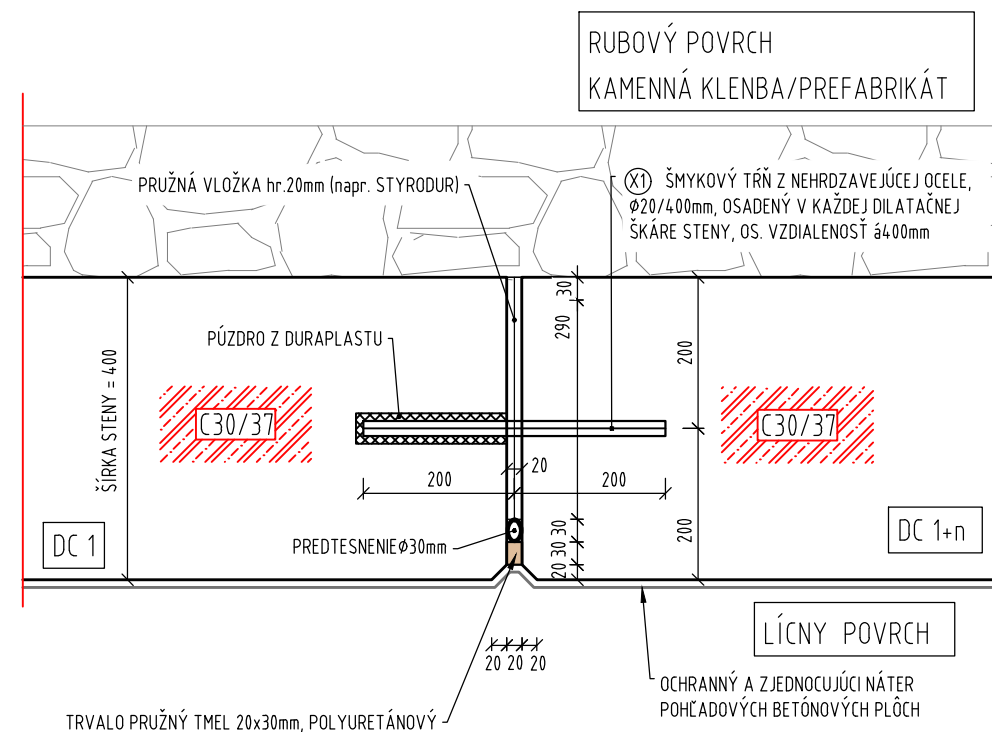 RUBOVÝ POVRCH
KAMENNÁ KLENBA/PREFABRIKÁT
PRUŽNÁ VLOŽKA hr.20mm (napr. STYRODUR)
X1 ŠMYKOVÝ TŔŇ Z NEHRDZAVEJÚCEJ OCELE,
Ø20/400mm, OSADENÝ V KAŽDEJ DILATAČNEJ
ŠKÁRE STENY, OS. VZDIALENOSŤ á400mm
30
290
200
PÚZDRO Z DURAPLASTU
ŠÍRKA STENY = 400
C30/37
C30/37
20
200
200
30
30
20
200
DC 1
PREDTESNENIEØ30mm
DC 1+n
LÍCNY POVRCH
20 20 20
OCHRANNÝ A ZJEDNOCUJÚCI NÁTER
POHĽADOVÝCH BETÓNOVÝCH PLÔCH
TRVALO PRUŽNÝ TMEL 20x30mm, POLYURETÁNOVÝ